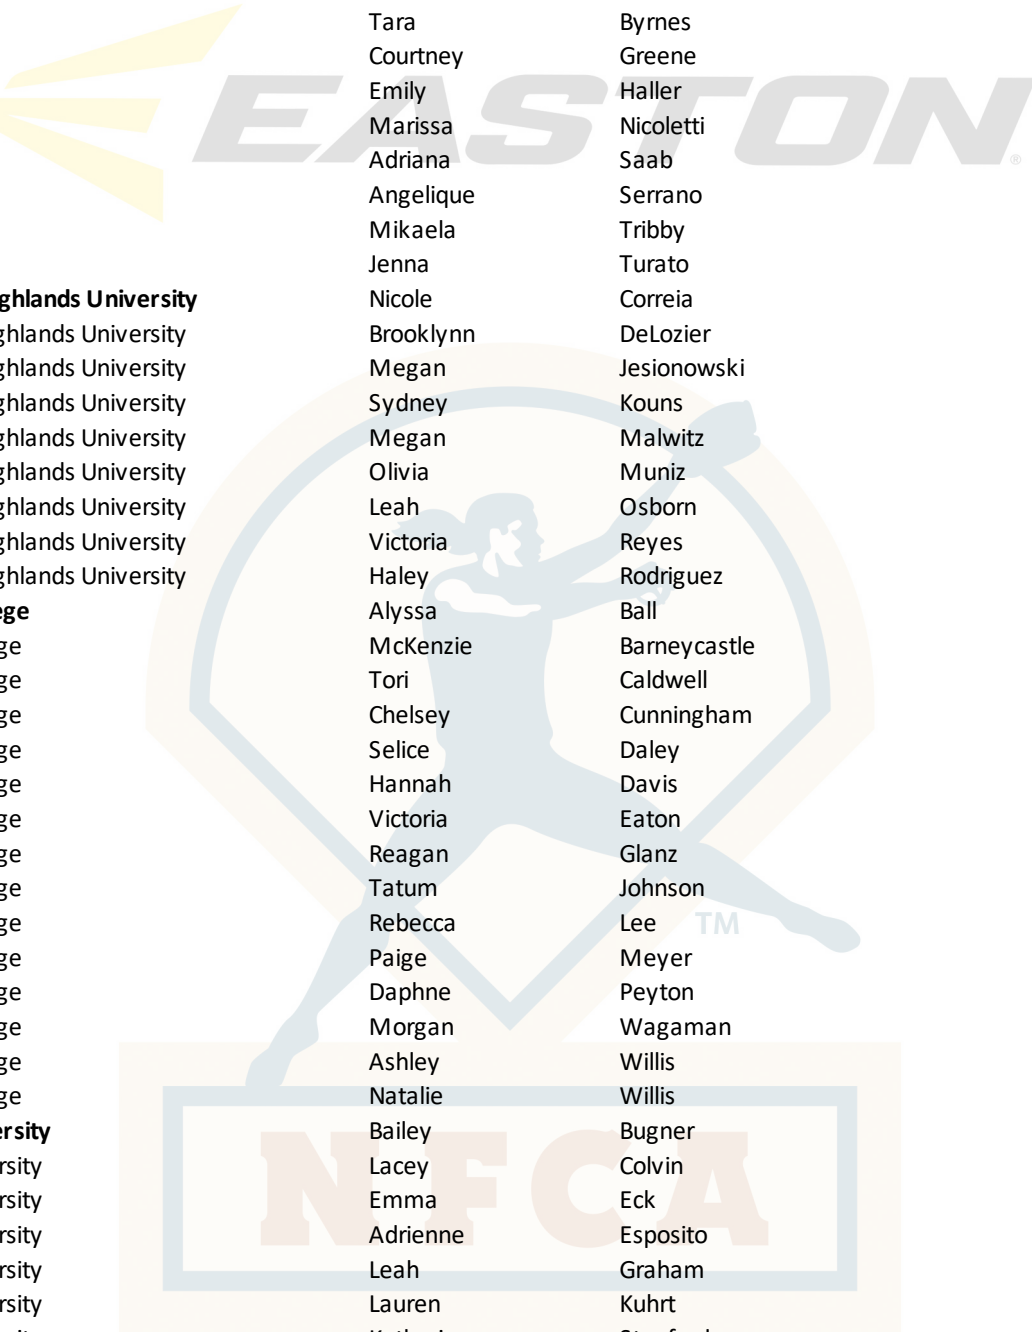 Tara Byrnes
Courtney Greene
EASTON®
Emily Haller
Marissa Nicoletti
Adriana Saab
Angelique Serrano
Mikaela Tribby
Jenna Turato
ghlands University Nicole Correia
ghlands University Brooklynn DeLozier
ghlands University Megan Jesionowski
ghlands University Sydney Kouns
ghlands University Megan Malwitz
ghlands University Olivia Muniz
ghlands University Leah Osborn
ghlands University Victoria Reyes
ghlands University Haley Rodriguez
ege Alyssa Ball
ge McKenzie Barneycastle
ge Tori Caldwell
ge Chelsey Cunningham
ge Selice Daley
ge Hannah Davis
ge Victoria Eaton
ge Reagan Glanz
ge Tatum Johnson
ge Rebecca Lee
TM
ge Paige Meyer
ge Daphne Peyton
ge Morgan Wagaman
ge Ashley Willis
ge Natalie Willis
ersity Bailey Bugner
rsity Lacey Colvin
NFCA
rsity Emma Eck
rsity Adrienne Esposito
rsity Leah Graham
rsity Lauren Kuhrt